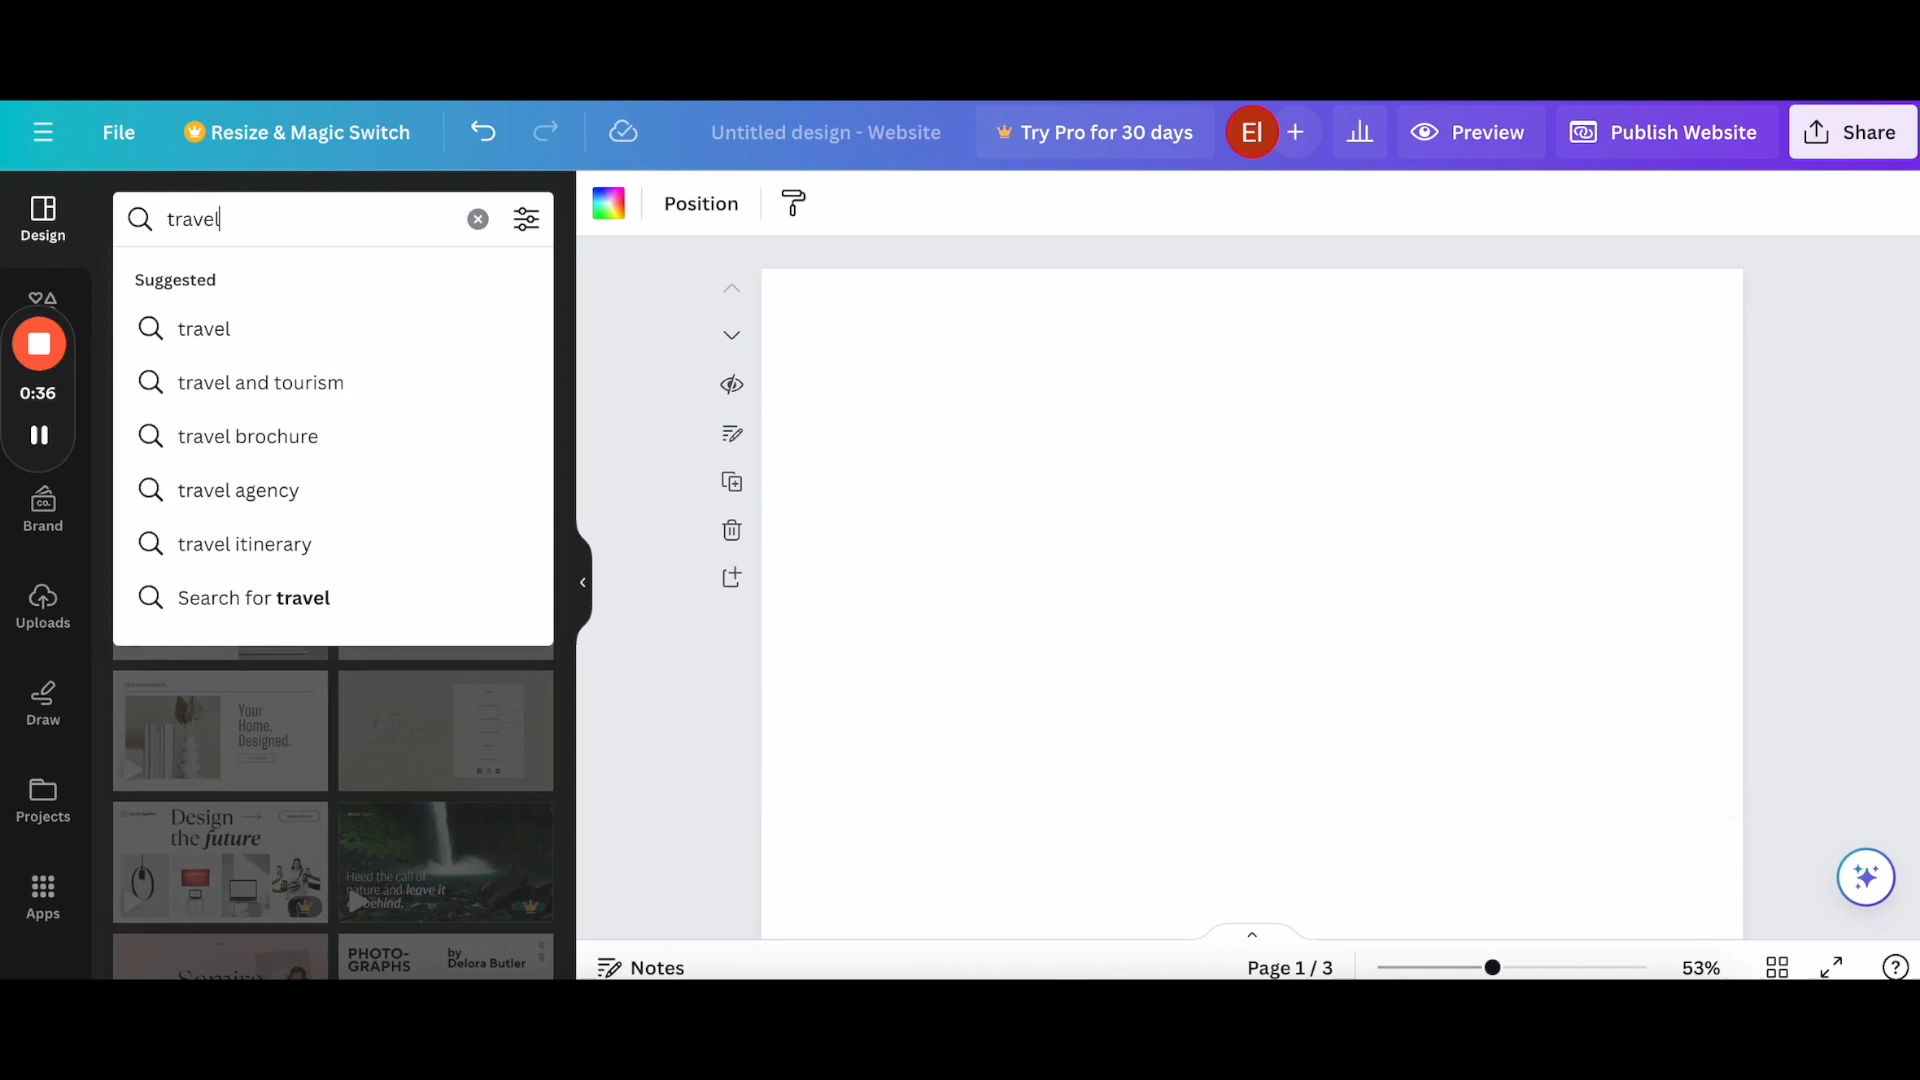 File
Resize & Magic Switch
Untitled design - Website
Try Pro for 30 days
El
Preview
Publish Website
Share
Design
travel
Position
Suggested
travel
travel and tourism
travel brochure
travel agency
travel itinerary
Search for travel
0:36
CO.
Brand
Uploads
Draw
Projects
Apps
Your
Home,
Designed.
Design
the future
Heed the call of
nature and leave it
behind.
PHOTO-
GRAPHS
by
Delora Butler
Notes
Page 1 / 3
53%
?